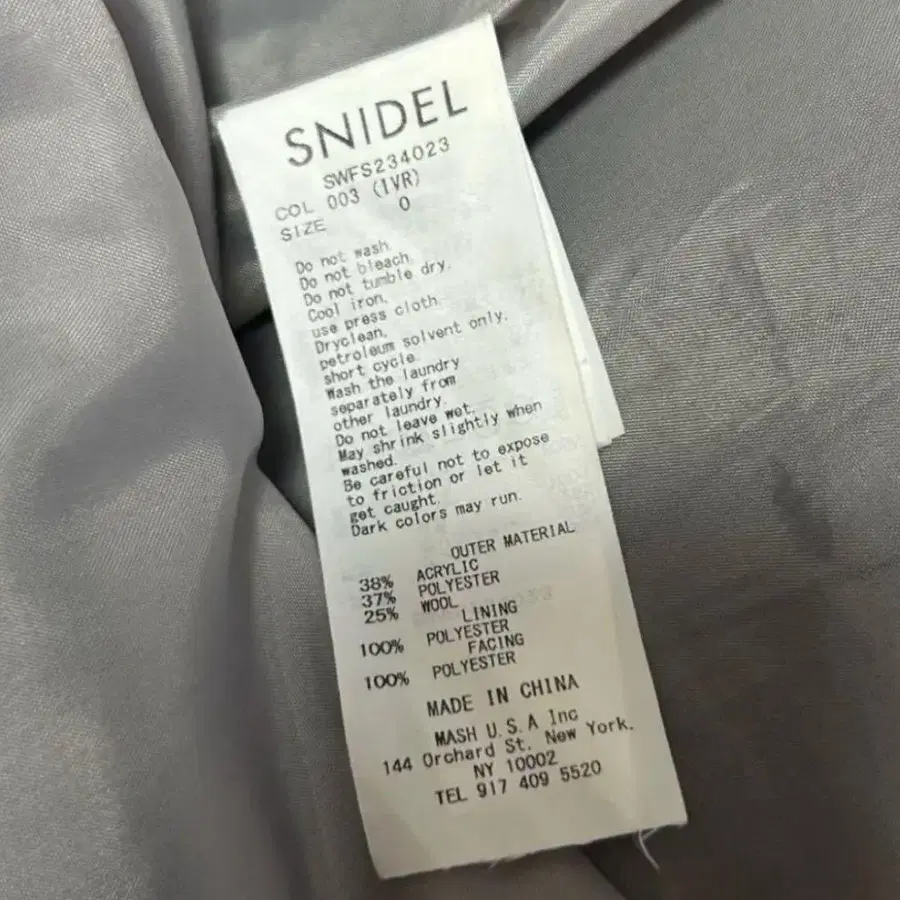 SNIDEL
SWFS234023
COL 003 (IVR)
SIZE 0
Do not wash.
Do not bleach.
Do not tumble dry.
Cool iron.
use press cloth.
Dryclean.
petroleum solvent only.
short cycle.
Wash the laundry
separately from
other laundry.
Do not leave wet.
May shrink slightly when
washed.
Be careful not to expose
to friction or let it
get caught.
Dark colors may run.
OUTER MATERIAL
38% ACRYLIC
37% POLYESTER
25% WOOL
LINING
100% POLYESTER
FACING
100% POLYESTER
MADE IN CHINA
MASH U.S.A Inc
144 Orchard St. New York.
NY 10002
TEL 917 409 5520